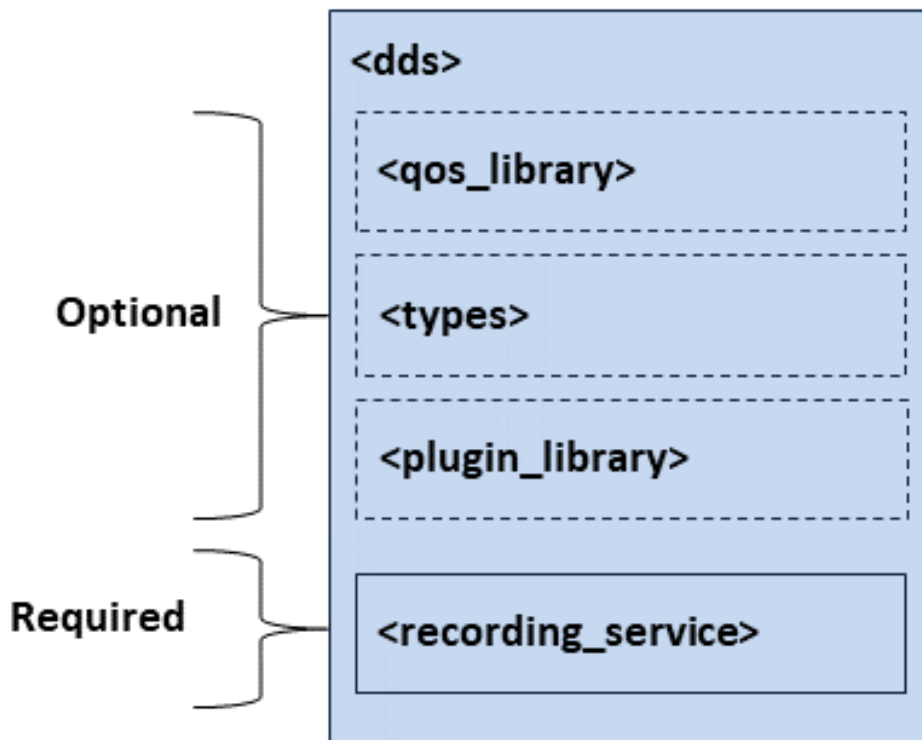 <dds>
<qos_library>
Optional
<types>
<plugin_library>
Required
<recording_service>